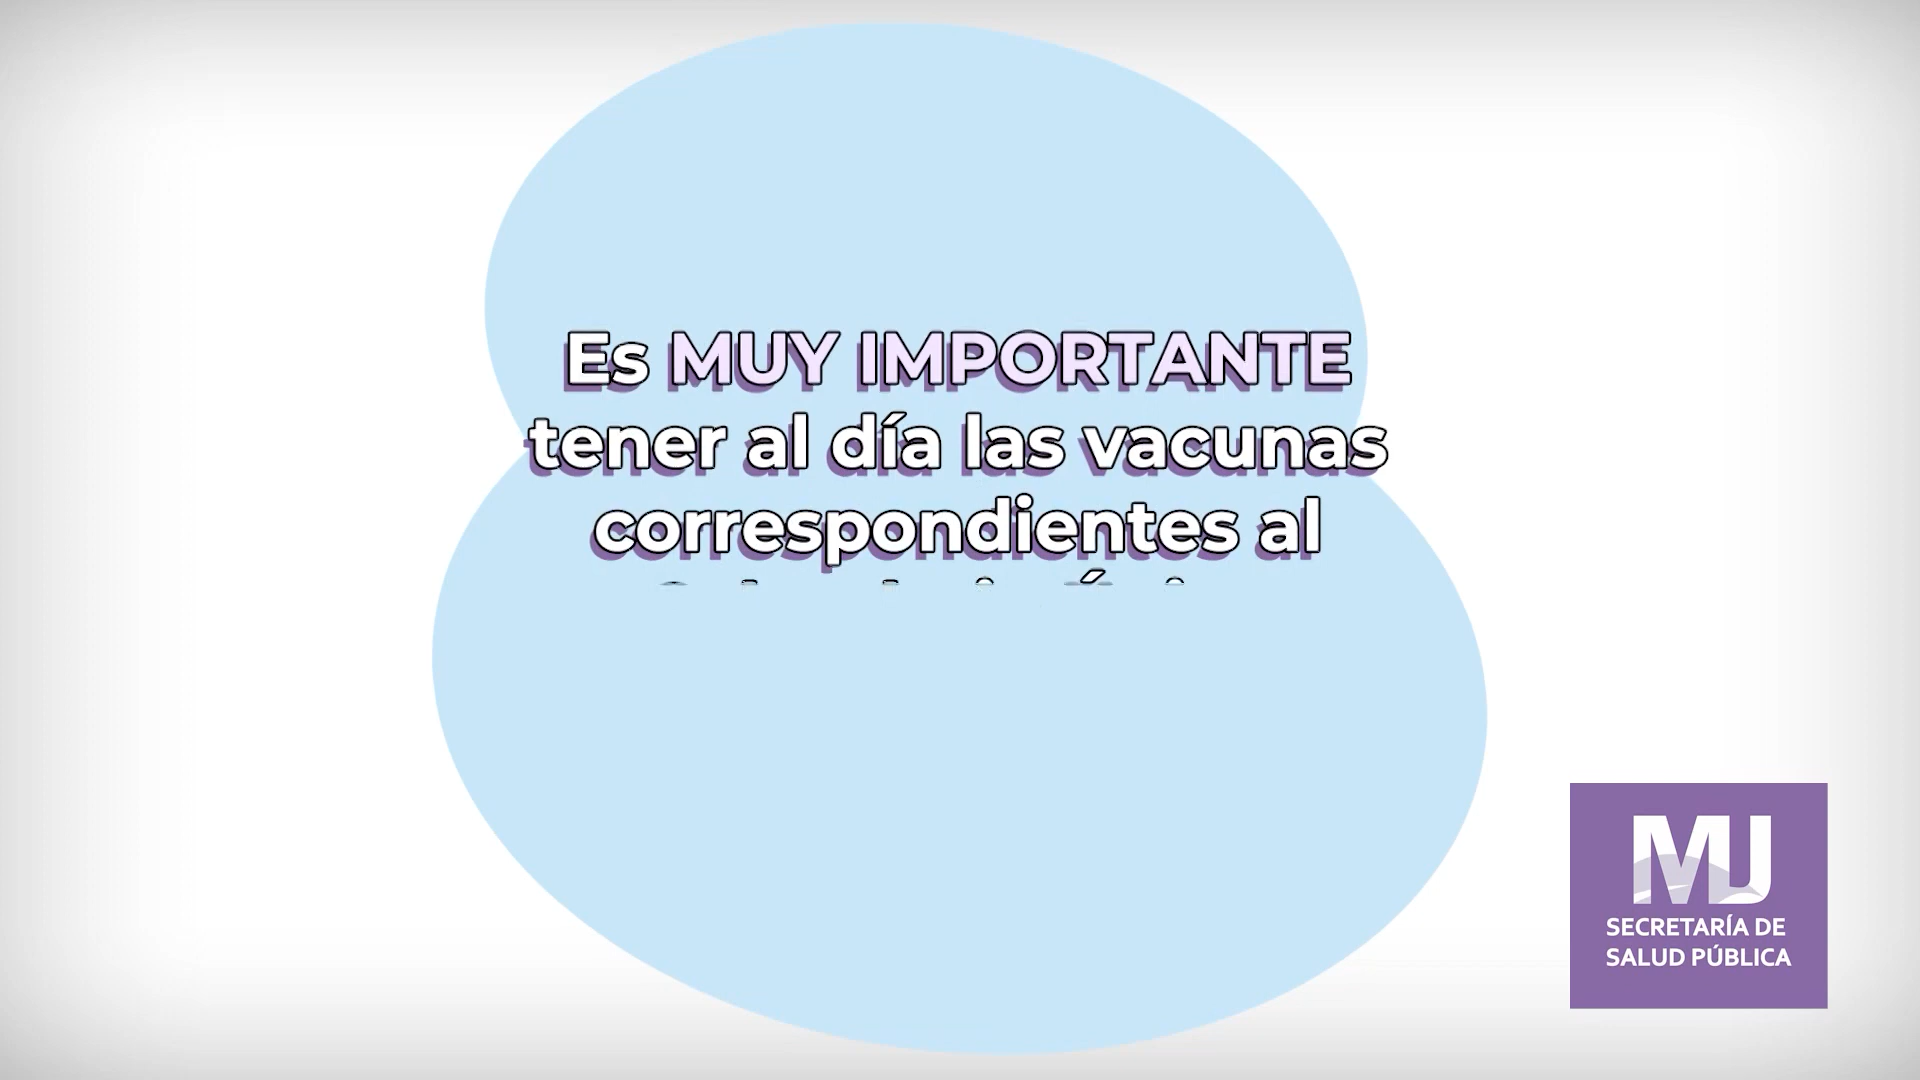 Es MUY IMPORTANTE
tener al día las vacunas
correspondientes al
MJ
SECRETARÍA DE
SALUD PÚBLICA